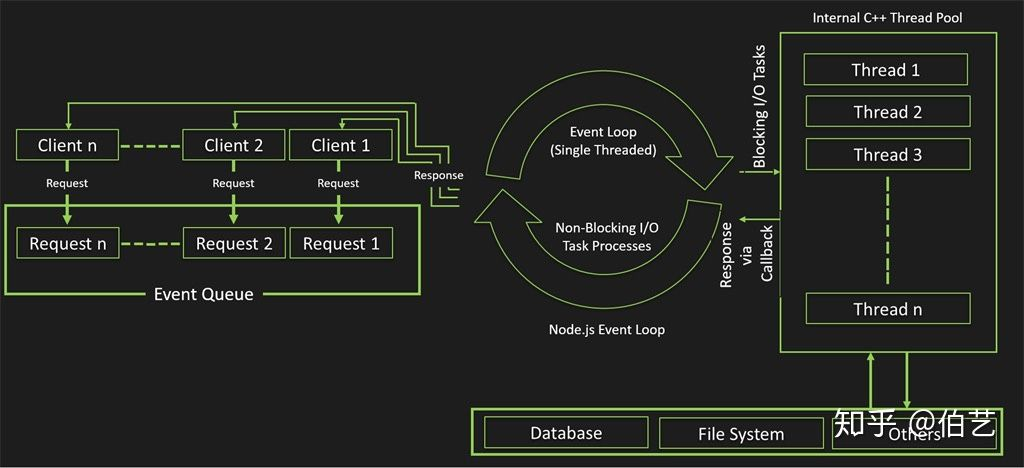 Internal C++ Thread Pool
Client n
Client 2
Client 1
Request
Request
Request
Response
Request n
Request 2
Request 1
Event Queue
Event Loop
(Single Threaded)
Non-Blocking I/O
Task Processes
Node.js Event Loop
Blocking I/O Tasks
Response
via
Callback
Thread 1
Thread 2
Thread 3
Thread n
Database
File System
Others
知乎 @伯艺